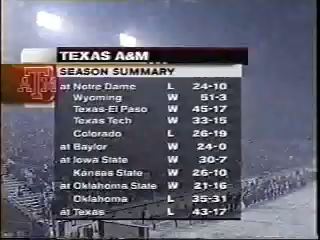 TEXAS A&M
SEASON SUMMARY
at Notre Dame L 24-10
Wyoming W 51-3
Texas-El Paso W 45-17
Texas Tech W 33-15
Colorado L 26-19
at Baylor W 24-0
at Iowa State W 30-7
Kansas State W 26-10
at Oklahoma State W 21-16
Oklahoma L 35-31
at Texas L 43-17
ATM